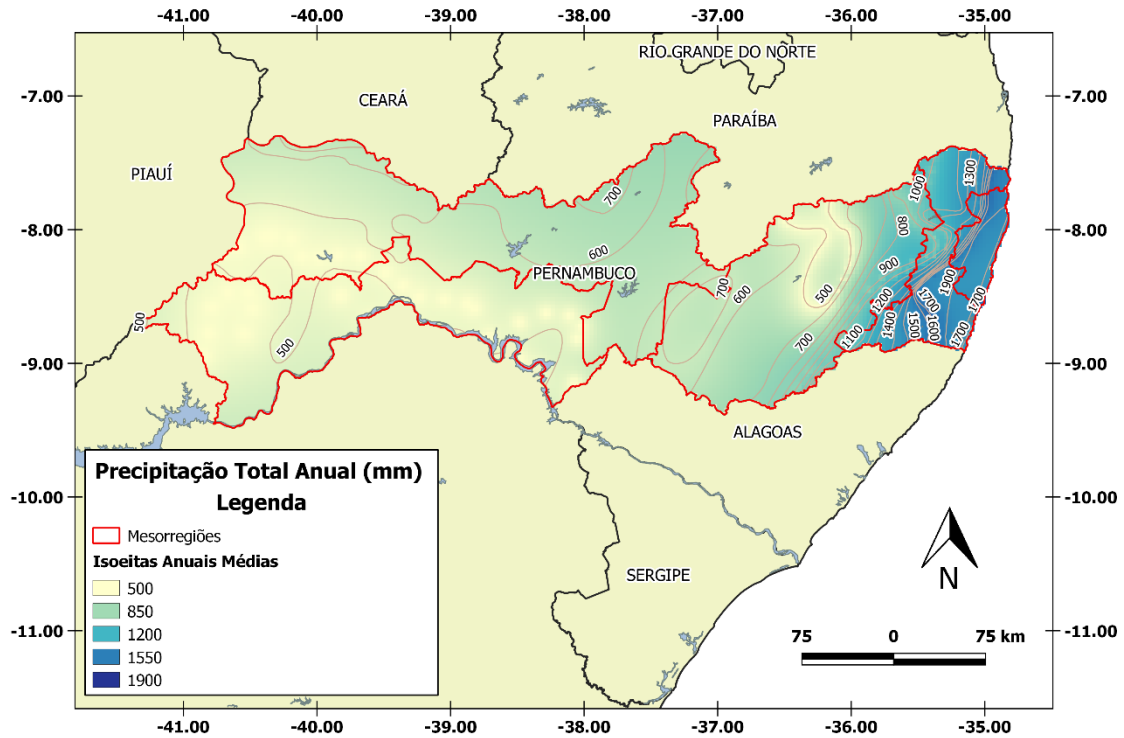 -41.00 -40.00 -39.00 -38.00 -37.00 -36.00 -35.00
RIO GRANDE DO NORTE
-7.00 -7.00
CEARÁ
PARAÍBA
PIAUÍ
1300
1000
700
800
-8.00 -8.00
600
900
PERNAMBUCO
700
600
500
1900
1700
1200
1700
500
1400
1600
1500
500
700
1100
1700
-9.00 -9.00
ALAGOAS
Precipitação Total Anual (mm)
Legenda
Mesorregiões
Isoeitas Anuais Médias
500
850
1200
1550
1900
-10.00 -10.00
N
SERGIPE
-11.00 -11.00
75 0 75 km
-41.00 -40.00 -39.00 -38.00 -37.00 -36.00 -35.00